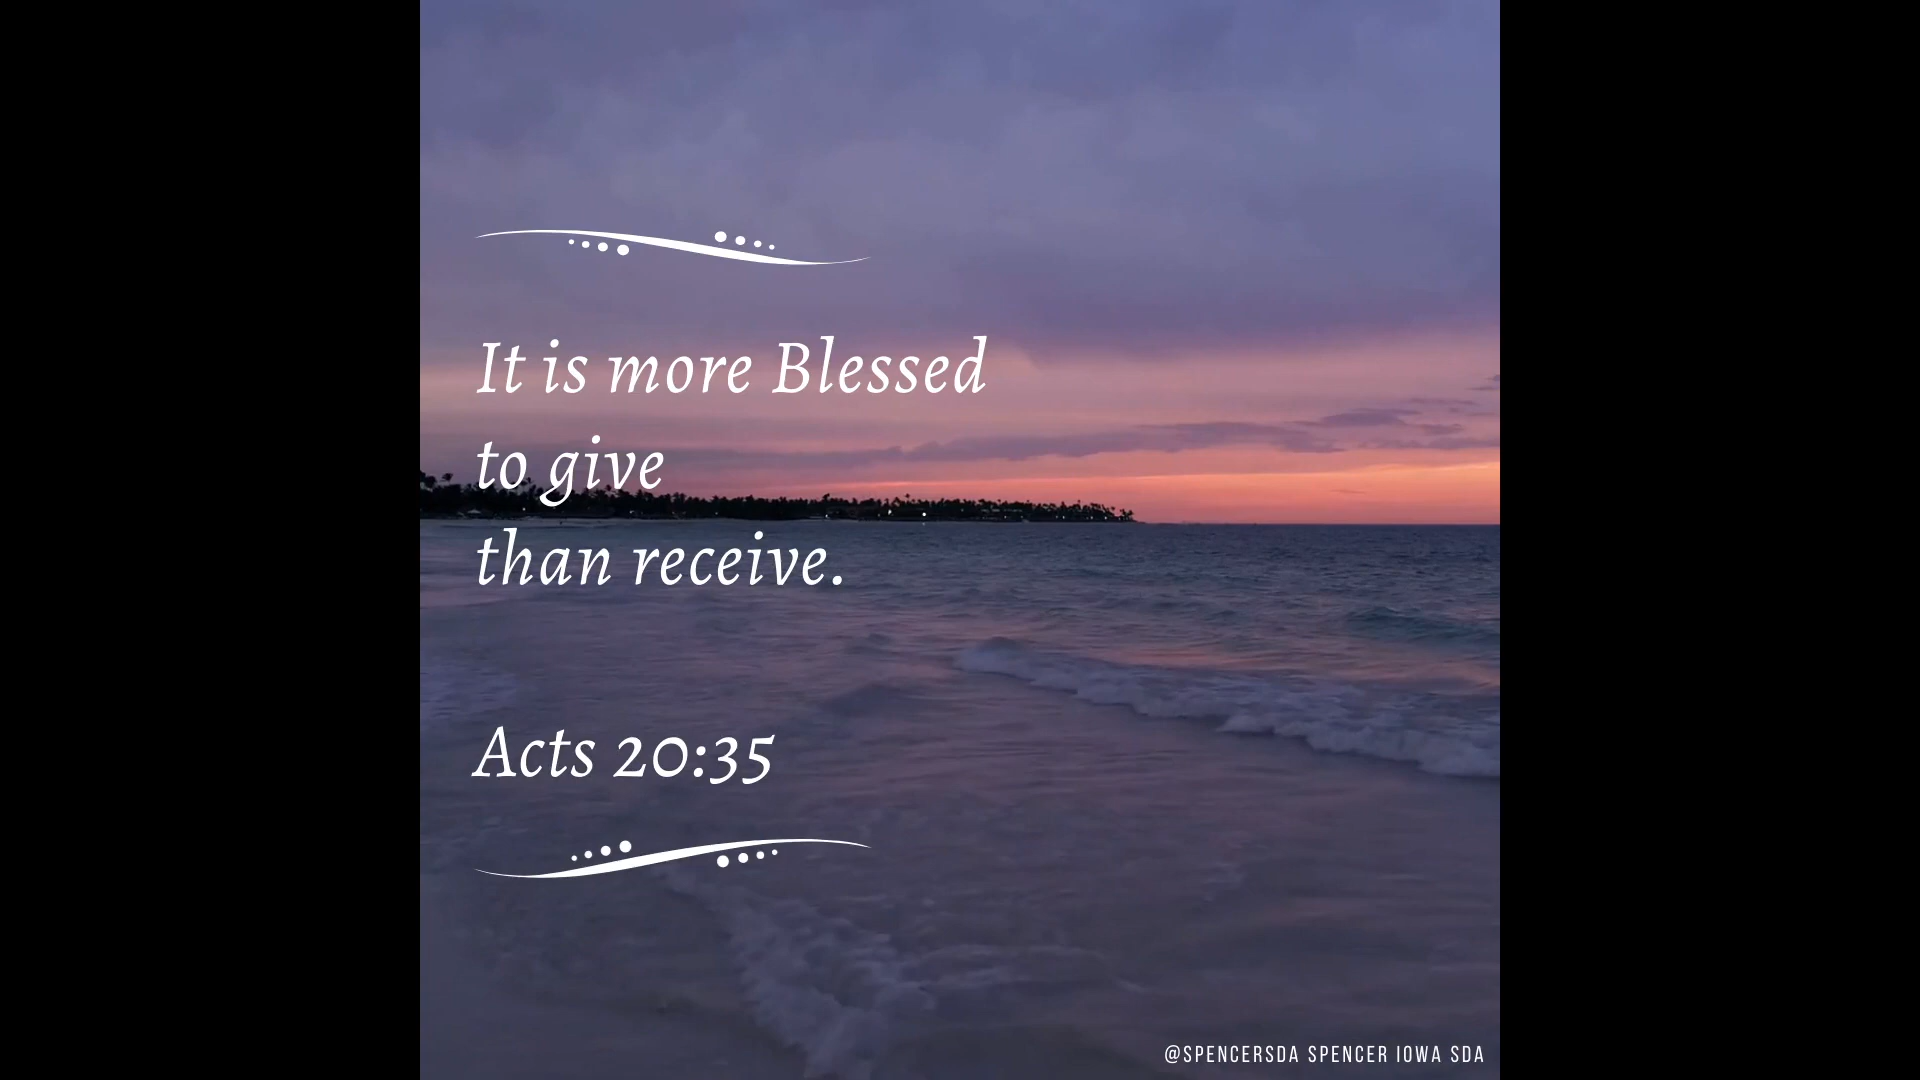 It is more Blessed
to give
than receive.
Acts 20:35
@SPENCERSDA SPENCER IOWA SDA